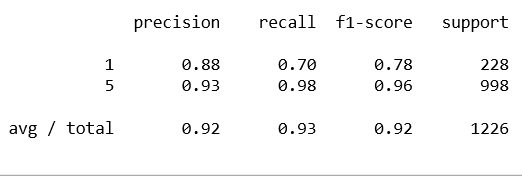 precision recall f1-score support
1 0.88 0.70 0.78 228
5 0.93 0.98 0.96 998
avg / total 0.92 0.93 0.92 1226